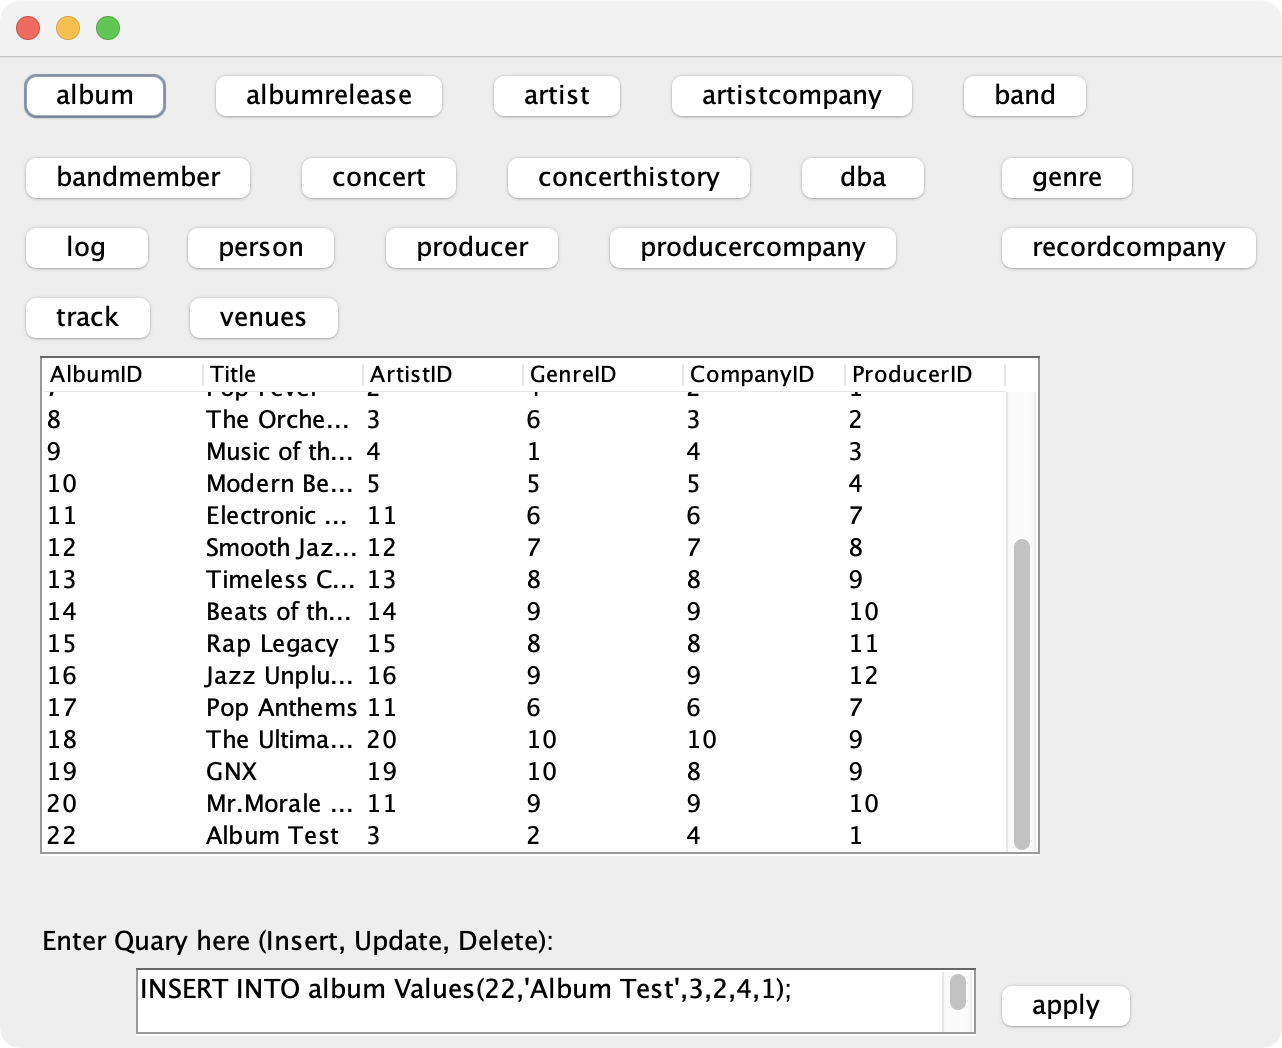 album albumrelease artist artistcompany band
bandmember concert concerthistory dba genre
log person producer producercompany recordcompany
track venues
AlbumID Title ArtistID GenreID CompanyID ProducerID
8 The Orche... 3 6 3 2
9 Music of th... 4 1 4 3
10 Modern Be... 5 5 5 4
11 Electronic ... 11 6 6 7
12 Smooth Jaz... 12 7 7 8
13 Timeless C... 13 8 8 9
14 Beats of th... 14 9 9 10
15 Rap Legacy 15 8 8 11
16 Jazz Unplu... 16 9 9 12
17 Pop Anthems 11 6 6 7
18 The Ultima... 20 10 10 9
19 GNX 19 10 8 9
20 Mr.Morale ... 11 9 9 10
22 Album Test 3 2 4 1
Enter Quary here (Insert, Update, Delete):
INSERT INTO album Values(22,'Album Test',3,2,4,1);
apply